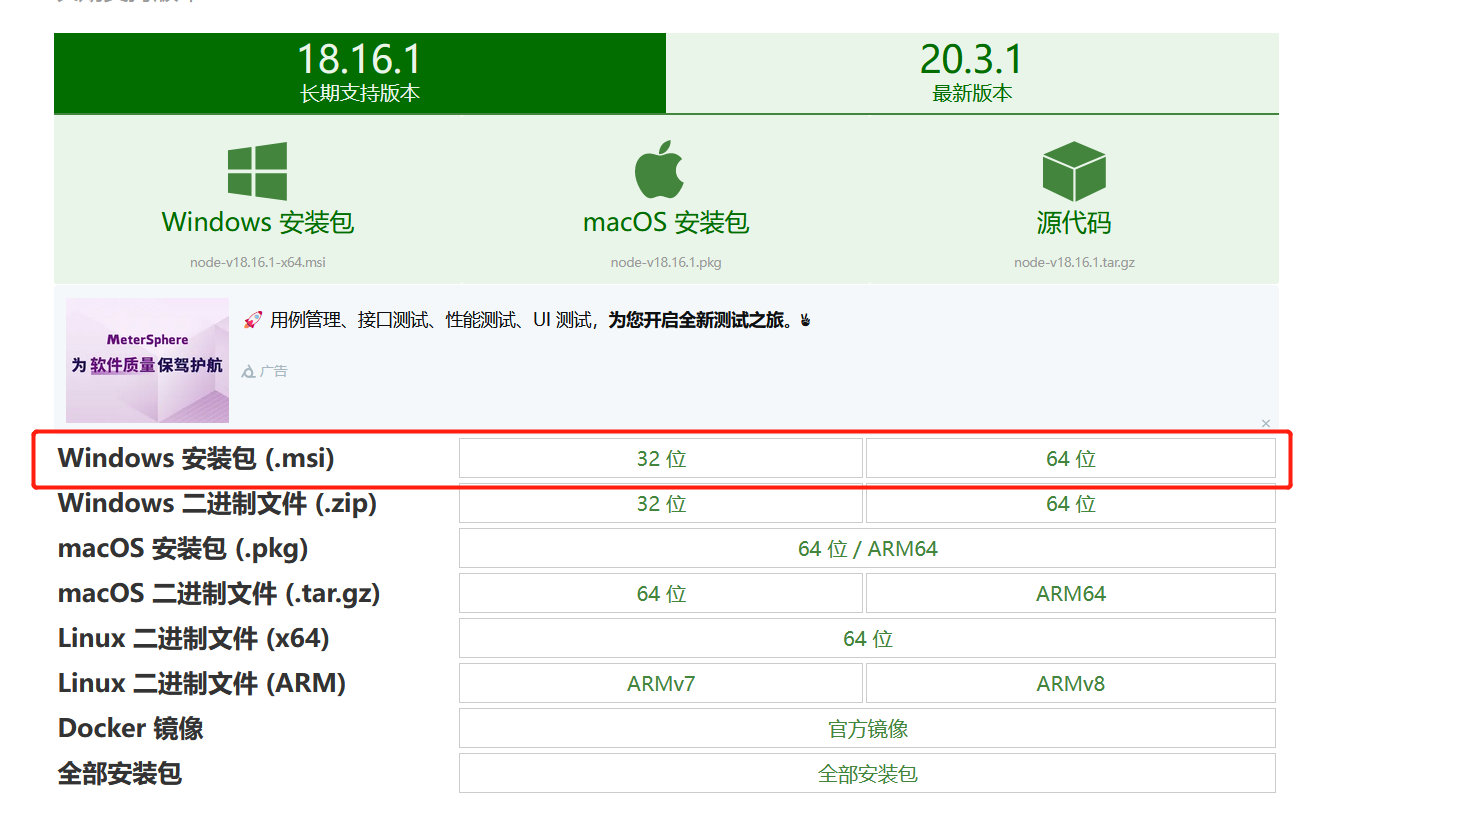 18.16.1
长期支持版本
20.3.1
最新版本
Windows 安装包
node-v18.16.1-x64.msi
macOS 安装包
node-v18.16.1.pkg
源代码
node-v18.16.1.tar.gz
MeterSphere
为 软件质量 保驾护航
用例管理、接口测试、性能测试、UI 测试，为您开启全新测试之旅。
广告
Windows 安装包 (.msi) 32 位 64 位
Windows 二进制文件 (.zip) 32 位 64 位
macOS 安装包 (.pkg) 64 位 / ARM64
macOS 二进制文件 (.tar.gz) 64 位 ARM64
Linux 二进制文件 (x64) 64 位
Linux 二进制文件 (ARM) ARMv7 ARMv8
Docker 镜像 官方镜像
全部安装包 全部安装包